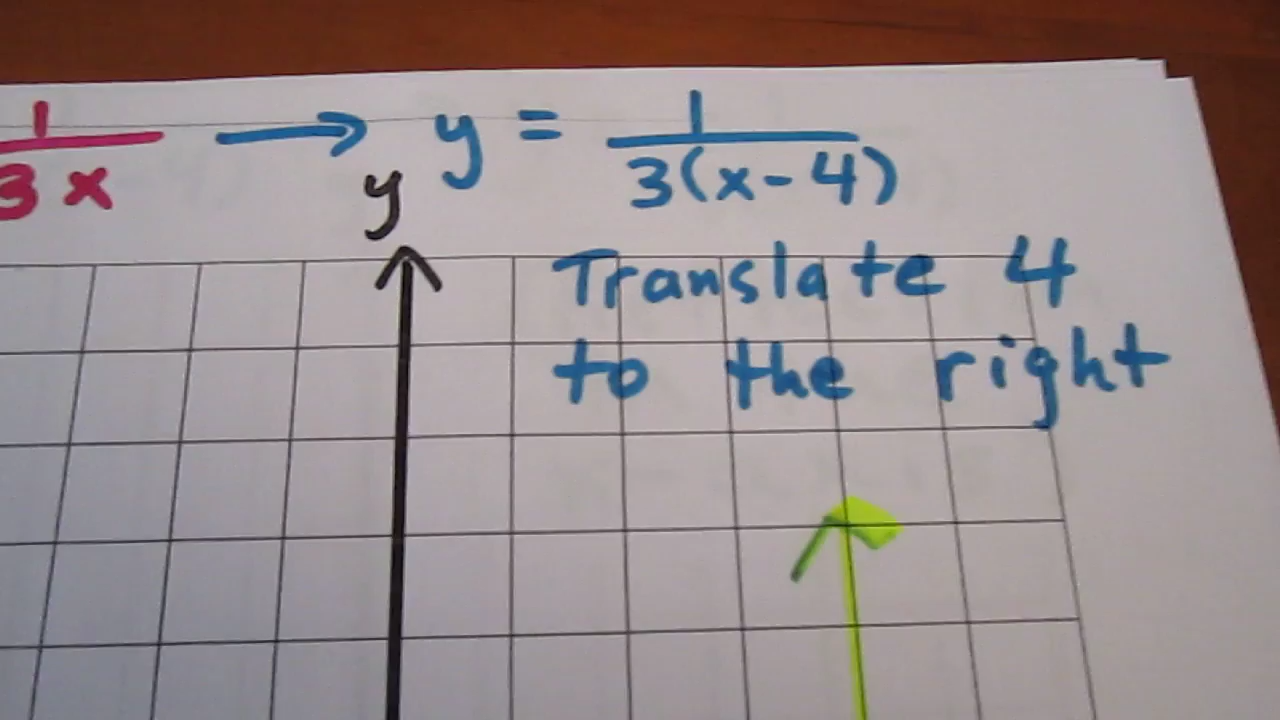 1/3x → y = 1/3(x-4)
y
Translate 4
to the right